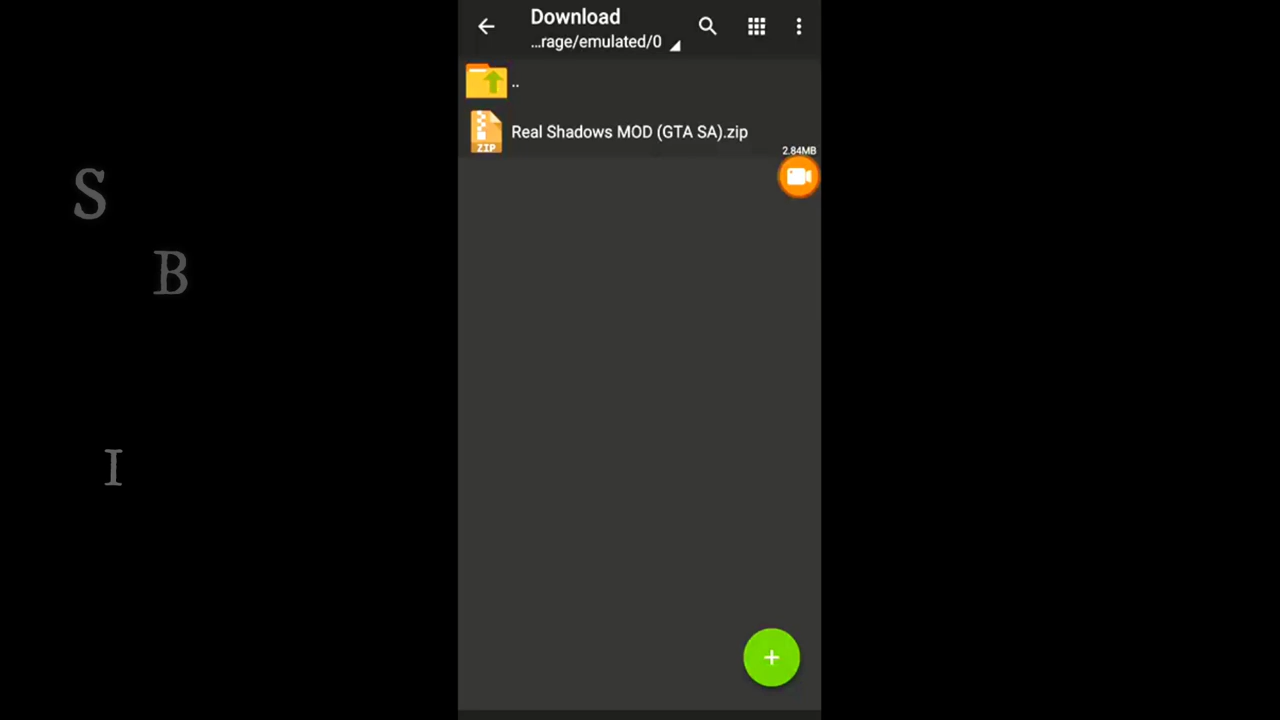 Download
...rage/emulated/0
..
Real Shadows MOD (GTA SA).zip
ZIP
2.84MB
S
B
I